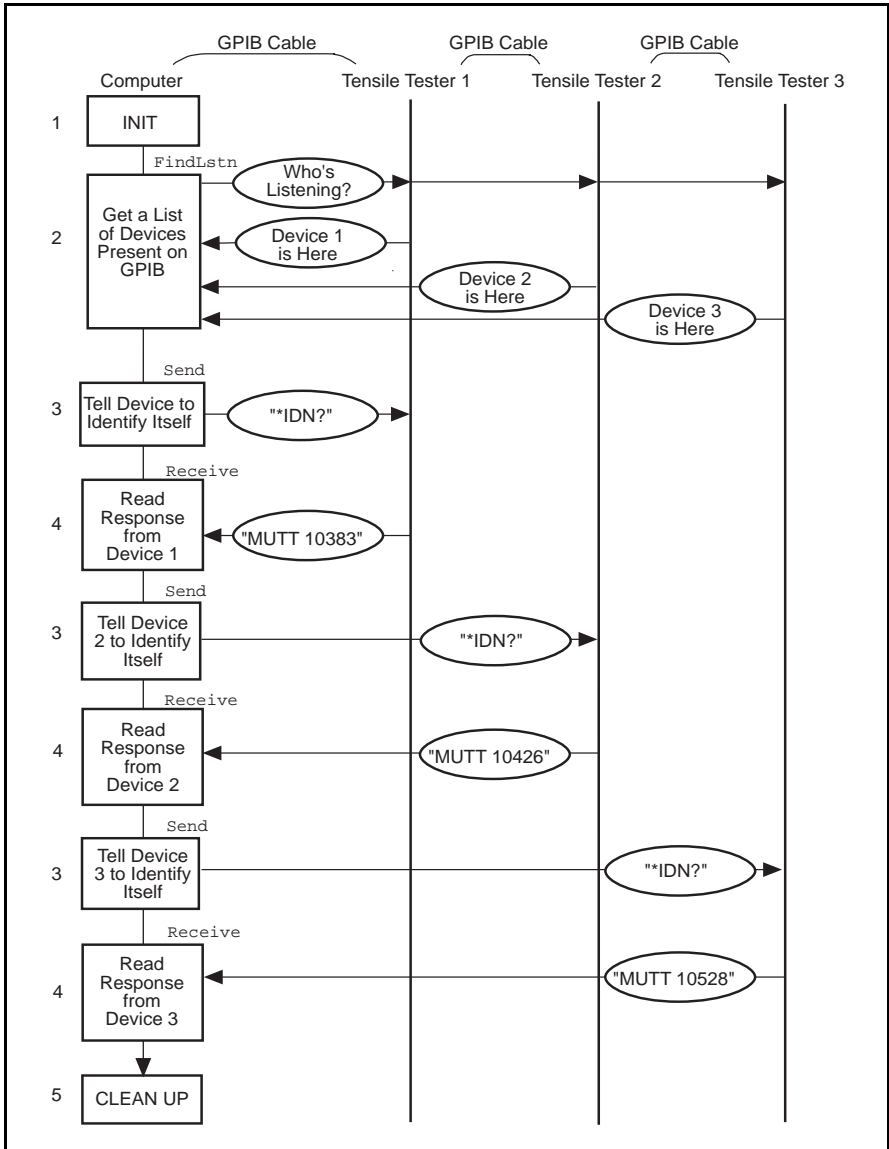 GPIB Cable GPIB Cable GPIB Cable
Computer Tensile Tester 1 Tensile Tester 2 Tensile Tester 3
1 INIT
FindLstn
Who's
Listening?
2
Get a List
of Devices
Present on
GPIB
Device 1
is Here
Device 2
is Here
Device 3
is Here
Send
3
Tell Device to
Identify Itself
"*IDN?"
Receive
4
Read
Response
from
Device 1
"MUTT 10383"
Send
3
Tell Device
2 to Identify
Itself
"*IDN?"
Receive
4
Read
Response
from
Device 2
"MUTT 10426"
Send
3
Tell Device
3 to Identify
Itself
"*IDN?"
Receive
4
Read
Response
from
Device 3
"MUTT 10528"
5 CLEAN UP